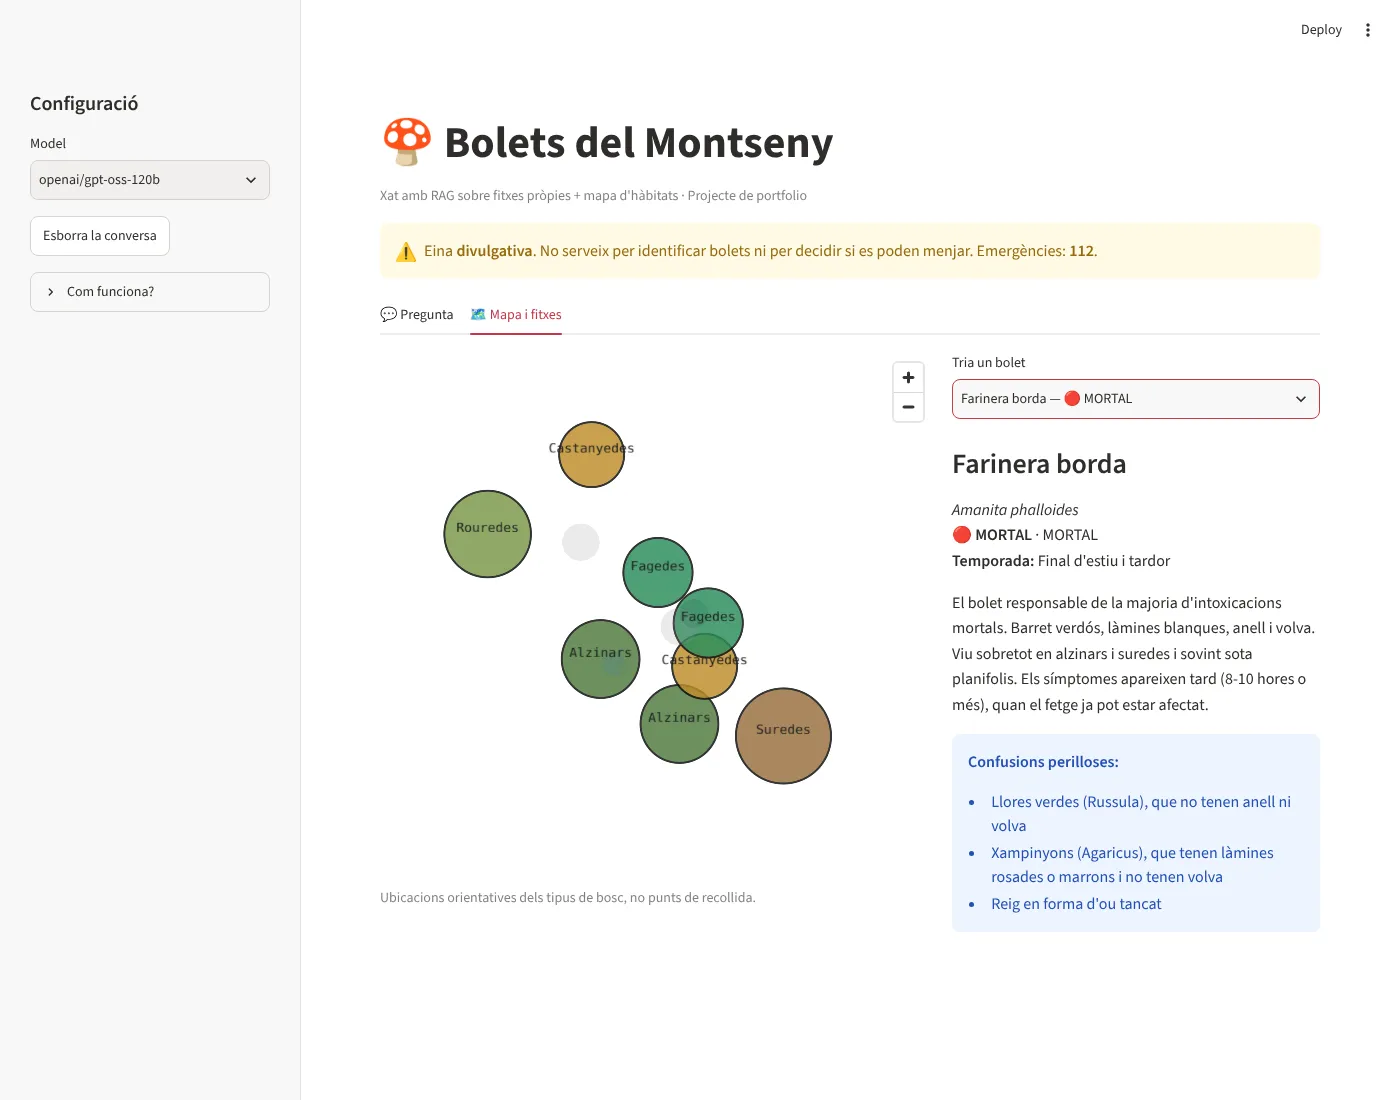 Deploy
Configuració
Model
openai/gpt-oss-120b
Esborra la conversa
Com funciona?
Bolets del Montseny
Xat amb RAG sobre fitxes pròpies + mapa d'hàbitats · Projecte de portfolio
Eina divulgativa. No serveix per identificar bolets ni per decidir si es poden menjar. Emergències: 112.
Pregunta
Mapa i fitxes
+
−
Castanyedes
Rouredes
Fagedes
Fagedes
Alzinars
Castanyedes
Alzinars
Suredes
Ubicacions orientatives dels tipus de bosc, no punts de recollida.
Tria un bolet
Farinera borda — 🔴 MORTAL
Farinera borda
Amanita phalloides
🔴 MORTAL · MORTAL
Temporada: Final d'estiu i tardor
El bolet responsable de la majoria d'intoxicacions
mortals. Barret verdós, làmines blanques, anell i volva.
Viu sobretot en alzinars i suredes i sovint sota
planifolis. Els símptomes apareixen tard (8-10 hores o
més), quan el fetge ja pot estar afectat.
Confusions perilloses:
• Llores verdes (Russula), que no tenen anell ni
volva
• Xampinyons (Agaricus), que tenen làmines
rosades o marrons i no tenen volva
• Reig en forma d'ou tancat